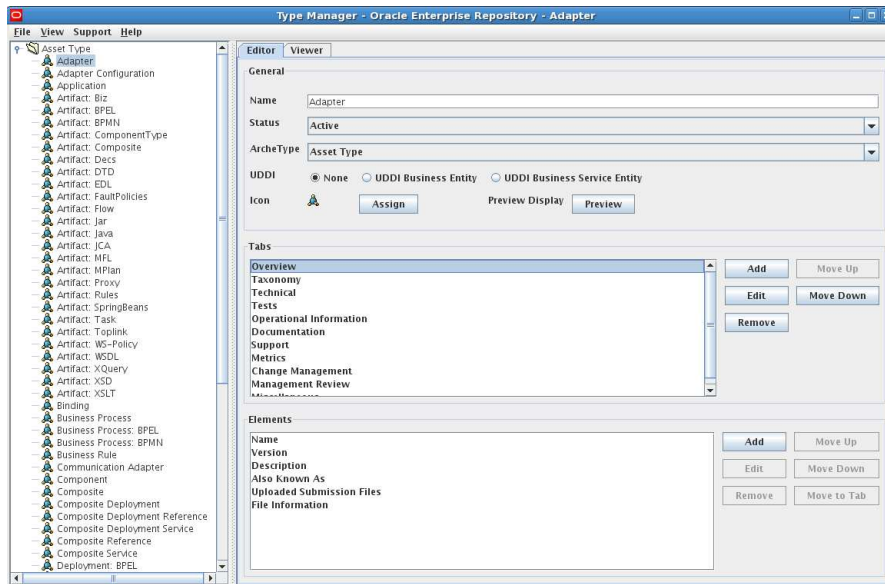 Type Manager - Oracle Enterprise Repository - Adapter
File View Support Help
Asset Type
Adapter
Adapter Configuration
Application
Artifact: Biz
Artifact: BPEL
Artifact: BPMN
Artifact: ComponentType
Artifact: Composite
Artifact: Decs
Artifact: DTD
Artifact: EDL
Artifact: FaultPolicies
Artifact: Flow
Artifact: Jar
Artifact: Java
Artifact: JCA
Artifact: MFL
Artifact: MPlan
Artifact: Proxy
Artifact: Rules
Artifact: SpringBeans
Artifact: Task
Artifact: Toplink
Artifact: WS-Policy
Artifact: WSDL
Artifact: XQuery
Artifact: XSD
Artifact: XSLT
Binding
Business Process
Business Process: BPEL
Business Process: BPMN
Business Rule
Communication Adapter
Component
Composite
Composite Deployment
Composite Deployment Reference
Composite Deployment Service
Composite Reference
Composite Service
Deployment: BPEL
Editor Viewer
General
Name Adapter
Status Active
ArcheType Asset Type
UDDI None UDDI Business Entity UDDI Business Service Entity
Icon Assign Preview Display Preview
Tabs
Overview
Taxonomy
Technical
Tests
Operational Information
Documentation
Support
Metrics
Change Management
Management Review
Miscellaneous
Add Move Up
Edit Move Down
Remove
Elements
Name
Version
Description
Also Known As
Uploaded Submission Files
File Information
Add Move Up
Edit Move Down
Remove Move to Tab